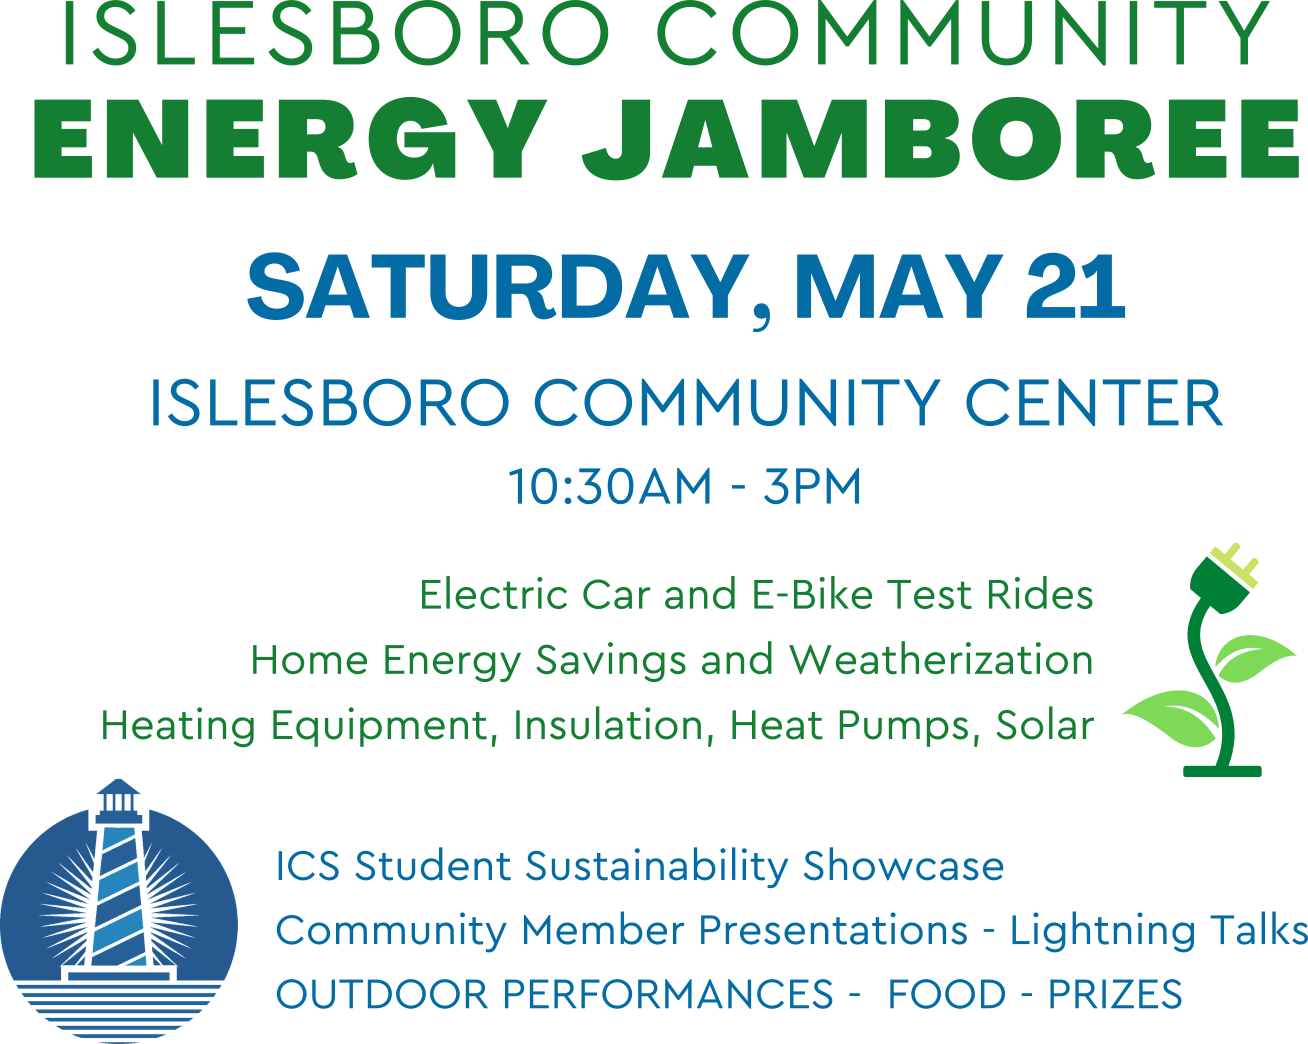 ISLESBORO COMMUNITY
ENERGY JAMBOREE
SATURDAY, MAY 21
ISLESBORO COMMUNITY CENTER
10:30AM - 3PM
Electric Car and E-Bike Test Rides
Home Energy Savings and Weatherization
Heating Equipment, Insulation, Heat Pumps, Solar
ICS Student Sustainability Showcase
Community Member Presentations - Lightning Talks
OUTDOOR PERFORMANCES - FOOD - PRIZES